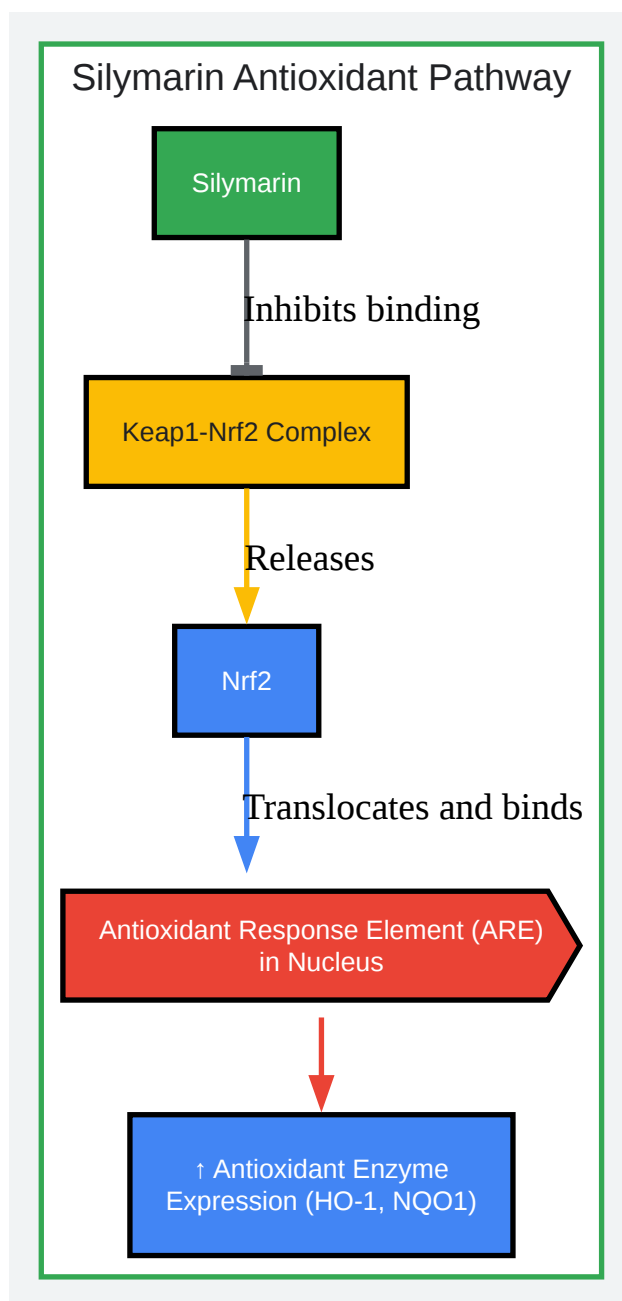 Silymarin Antioxidant Pathway
Silymarin
Inhibits binding
Keap1-Nrf2 Complex
Releases
Nrf2
Translocates and binds
Antioxidant Response Element (ARE)
in Nucleus
↑ Antioxidant Enzyme
Expression (HO-1, NQO1)